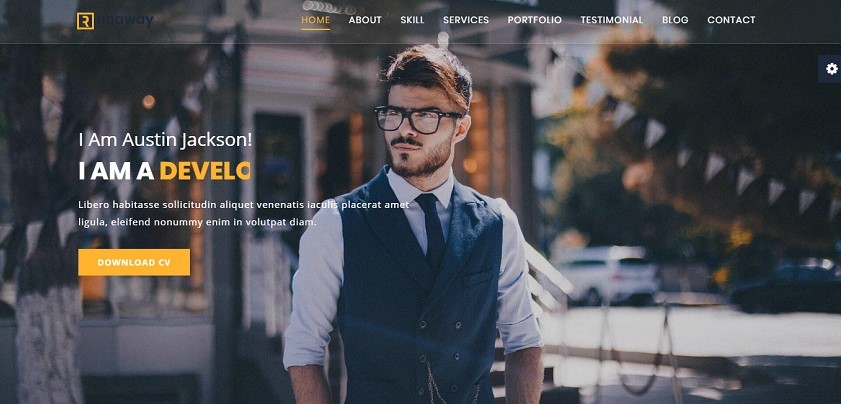 HOME ABOUT SKILL SERVICES PORTFOLIO TESTIMONIAL BLOG CONTACT
I Am Austin Jackson!
I AM A DEVELO
Libero habitasse sollicitudin aliquet venenatis iaculis placerat amet
ligula, eleifend nonummy enim in volutpat diam.
DOWNLOAD CV